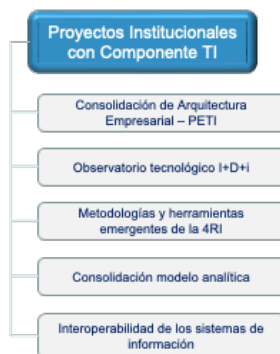 Proyectos Institucionales
con Componente TI
Consolidación de Arquitectura
Empresarial – PETI
Observatorio tecnológico I+D+i
Metodologías y herramientas
emergentes de la 4RI
Consolidación modelo analítica
Interoperabilidad de los sistemas de
información